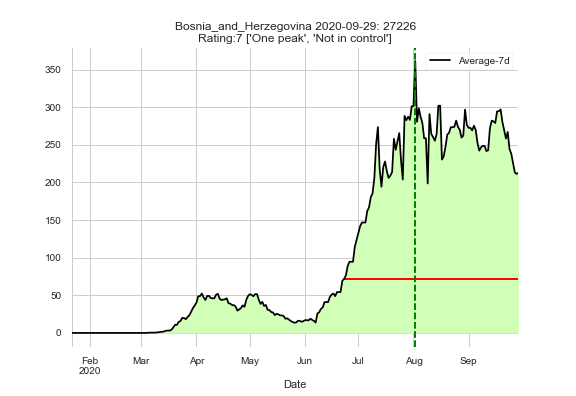 Bosnia_and_Herzegovina 2020-09-29: 27226
Rating:7 ['One peak', 'Not in control']
Average-7d
350
300
250
200
150
100
50
0
Feb Mar Apr May Jun Jul Aug Sep
2020
Date